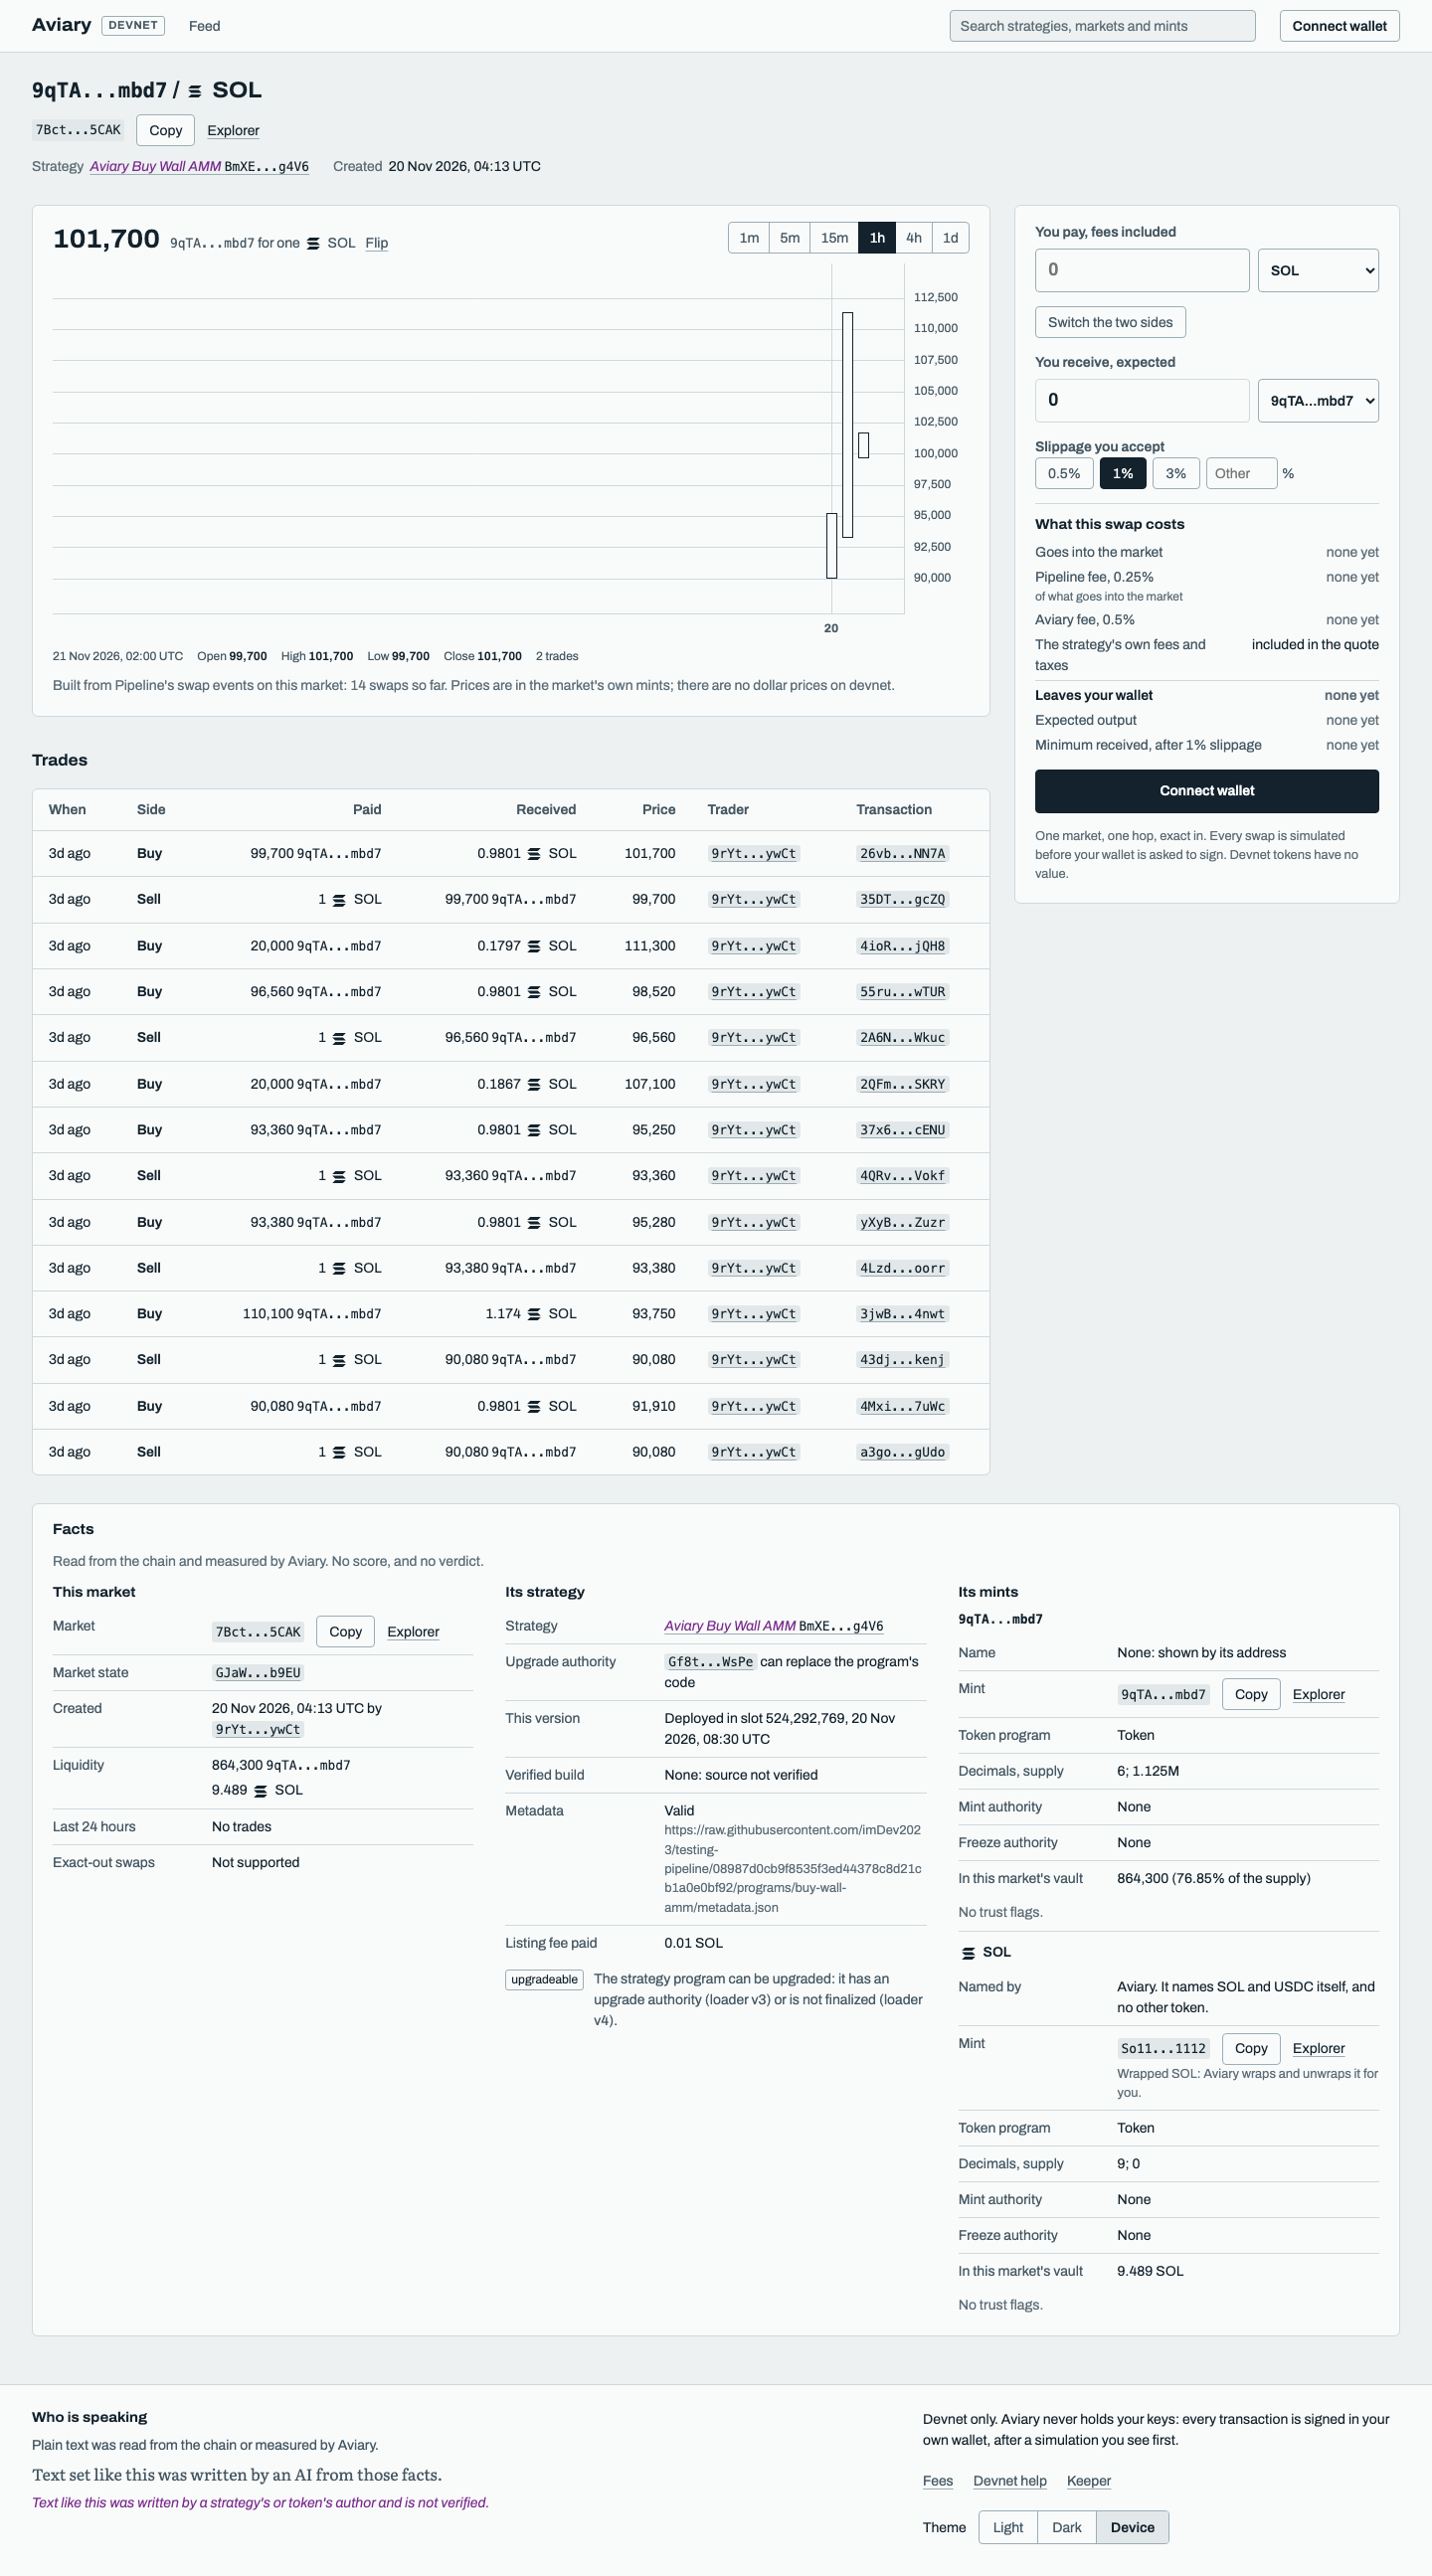 Aviary DEVNET Feed Search strategies, markets and mints Connect wallet
9qTA...mbd7 / SOL
7Bct...5CAK Copy Explorer
Strategy Aviary Buy Wall AMM BmXE...g4V6 Created 20 Nov 2026, 04:13 UTC
101,700 9qTA...mbd7 for one SOL Flip
1m 5m 15m 1h 4h 1d
112,500
110,000
107,500
105,000
102,500
100,000
97,500
95,000
92,500
90,000
20
21 Nov 2026, 02:00 UTC Open 99,700 High 101,700 Low 99,700 Close 101,700 2 trades
Built from Pipeline's swap events on this market: 14 swaps so far. Prices are in the market's own mints; there are no dollar prices on devnet.
You pay, fees included
0 SOL
Switch the two sides
You receive, expected
0 9qTA...mbd7
Slippage you accept
0.5% 1% 3% Other %
What this swap costs
Goes into the market none yet
Pipeline fee, 0.25% none yet
of what goes into the market
Aviary fee, 0.5% none yet
The strategy's own fees and included in the quote
taxes
Leaves your wallet none yet
Expected output none yet
Minimum received, after 1% slippage none yet
Connect wallet
One market, one hop, exact in. Every swap is simulated
before your wallet is asked to sign. Devnet tokens have no
value.
Trades
When Side Paid Received Price Trader Transaction
3d ago Buy 99,700 9qTA...mbd7 0.9801 SOL 101,700 9rYt...ywCt 26vb...NN7A
3d ago Sell 1 SOL 99,700 9qTA...mbd7 99,700 9rYt...ywCt 35DT...gcZQ
3d ago Buy 20,000 9qTA...mbd7 0.1797 SOL 111,300 9rYt...ywCt 4ioR...jQH8
3d ago Buy 96,560 9qTA...mbd7 0.9801 SOL 98,520 9rYt...ywCt 55ru...wTUR
3d ago Sell 1 SOL 96,560 9qTA...mbd7 96,560 9rYt...ywCt 2A6N...Wkuc
3d ago Buy 20,000 9qTA...mbd7 0.1867 SOL 107,100 9rYt...ywCt 2QFm...SKRY
3d ago Buy 93,360 9qTA...mbd7 0.9801 SOL 95,250 9rYt...ywCt 37x6...cENU
3d ago Sell 1 SOL 93,360 9qTA...mbd7 93,360 9rYt...ywCt 4QRv...Vokf
3d ago Buy 93,380 9qTA...mbd7 0.9801 SOL 95,280 9rYt...ywCt yXyB...Zuzr
3d ago Sell 1 SOL 93,380 9qTA...mbd7 93,380 9rYt...ywCt 4Lzd...oorr
3d ago Buy 110,100 9qTA...mbd7 1.174 SOL 93,750 9rYt...ywCt 3jwB...4nwt
3d ago Sell 1 SOL 90,080 9qTA...mbd7 90,080 9rYt...ywCt 43dj...kenj
3d ago Buy 90,080 9qTA...mbd7 0.9801 SOL 91,910 9rYt...ywCt 4Mxi...7uWc
3d ago Sell 1 SOL 90,080 9qTA...mbd7 90,080 9rYt...ywCt a3go...gUdo
Facts
Read from the chain and measured by Aviary. No score, and no verdict.
This market
Market 7Bct...5CAK Copy Explorer
Market state GJaW...b9EU
Created 20 Nov 2026, 04:13 UTC by
9rYt...ywCt
Liquidity 864,300 9qTA...mbd7
9.489 SOL
Last 24 hours No trades
Exact-out swaps Not supported
Its strategy
Strategy Aviary Buy Wall AMM BmXE...g4V6
Upgrade authority Gf8t...WsPe can replace the program's
code
This version Deployed in slot 524,292,769, 20 Nov
2026, 08:30 UTC
Verified build None: source not verified
Metadata Valid
https://raw.githubusercontent.com/imDev202
3/testing-
pipeline/08987d0cb9f8535f3ed44378c8d21c
b1a0e0bf92/programs/buy-wall-
amm/metadata.json
Listing fee paid 0.01 SOL
upgradeable The strategy program can be upgraded: it has an
upgrade authority (loader v3) or is not finalized (loader
v4).
Its mints
9qTA...mbd7
Name None: shown by its address
Mint 9qTA...mbd7 Copy Explorer
Token program Token
Decimals, supply 6; 1.125M
Mint authority None
Freeze authority None
In this market's vault 864,300 (76.85% of the supply)
No trust flags.
SOL
Named by Aviary. It names SOL and USDC itself, and
no other token.
Mint So11...1112 Copy Explorer
Wrapped SOL: Aviary wraps and unwraps it for
you.
Token program Token
Decimals, supply 9; 0
Mint authority None
Freeze authority None
In this market's vault 9.489 SOL
No trust flags.
Who is speaking
Plain text was read from the chain or measured by Aviary.
Text set like this was written by an AI from those facts.
Text like this was written by a strategy's or token's author and is not verified.
Devnet only. Aviary never holds your keys: every transaction is signed in your
own wallet, after a simulation you see first.
Fees Devnet help Keeper
Theme Light Dark Device